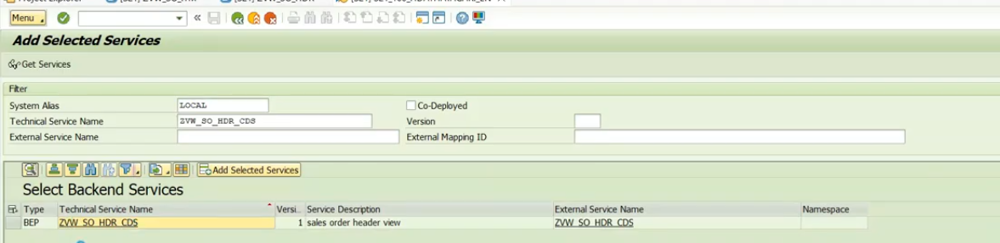 Project Explorer
Menu
Add Selected Services
Get Services
Filter
System Alias LOCAL Co-Deployed
Technical Service Name ZVW_SO_HDR_CDS Version
External Service Name External Mapping ID
Add Selected Services
Select Backend Services
Type Technical Service Name Versi... Service Description External Service Name Namespace
BEP ZVW_SO_HDR_CDS 1 sales order header view ZVW_SO_HDR_CDS